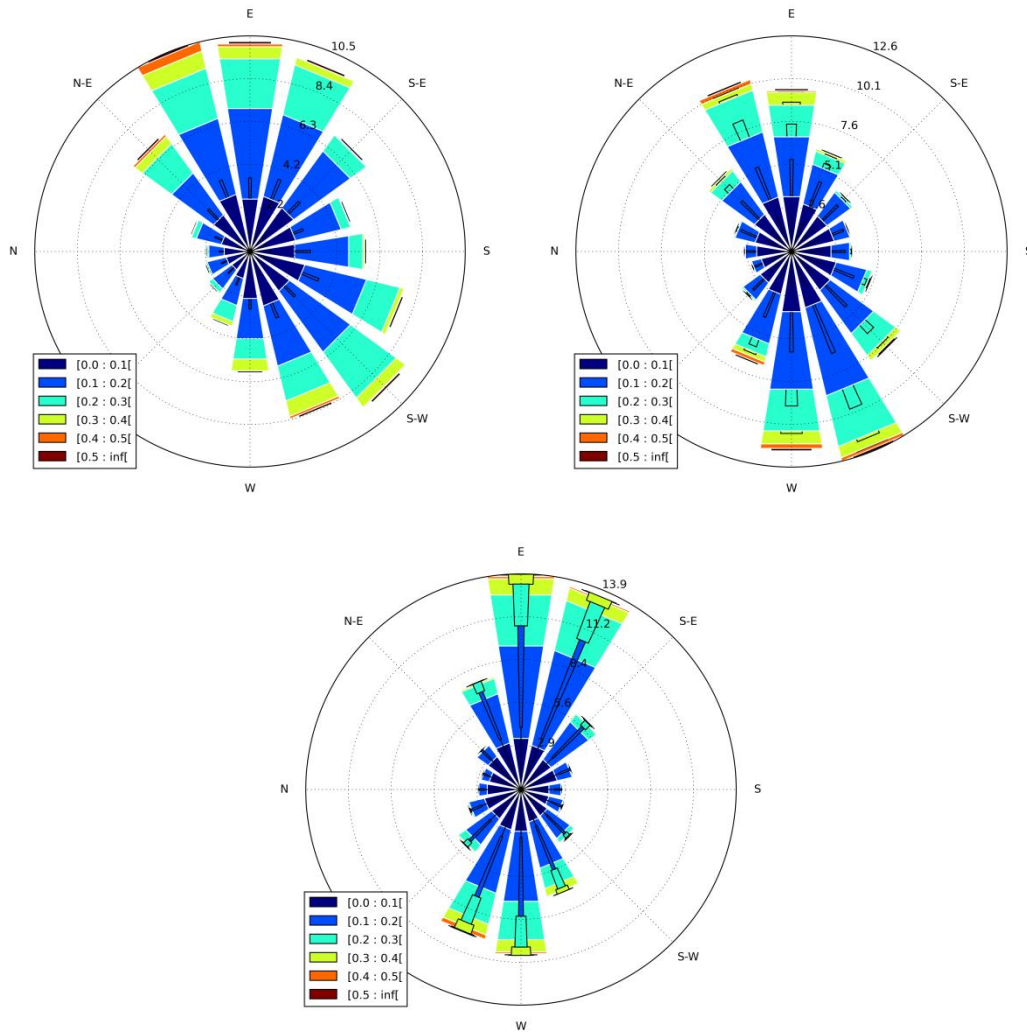 E
10.5
N-E
S-E
8.4
6.3
4.2
N
S
[0.0 : 0.1[
[0.1 : 0.2[
[0.2 : 0.3[
[0.3 : 0.4[
[0.4 : 0.5[
[0.5 : inf[
S-W
W
E
12.6
N-E
S-E
10.1
7.6
5.1
N
[0.0 : 0.1[
[0.1 : 0.2[
[0.2 : 0.3[
[0.3 : 0.4[
[0.4 : 0.5[
[0.5 : inf[
S-W
W
E
13.9
N-E
S-E
11.2
8.4
5.6
2.9
N
S
[0.0 : 0.1[
[0.1 : 0.2[
[0.2 : 0.3[
[0.3 : 0.4[
[0.4 : 0.5[
[0.5 : inf[
S-W
W